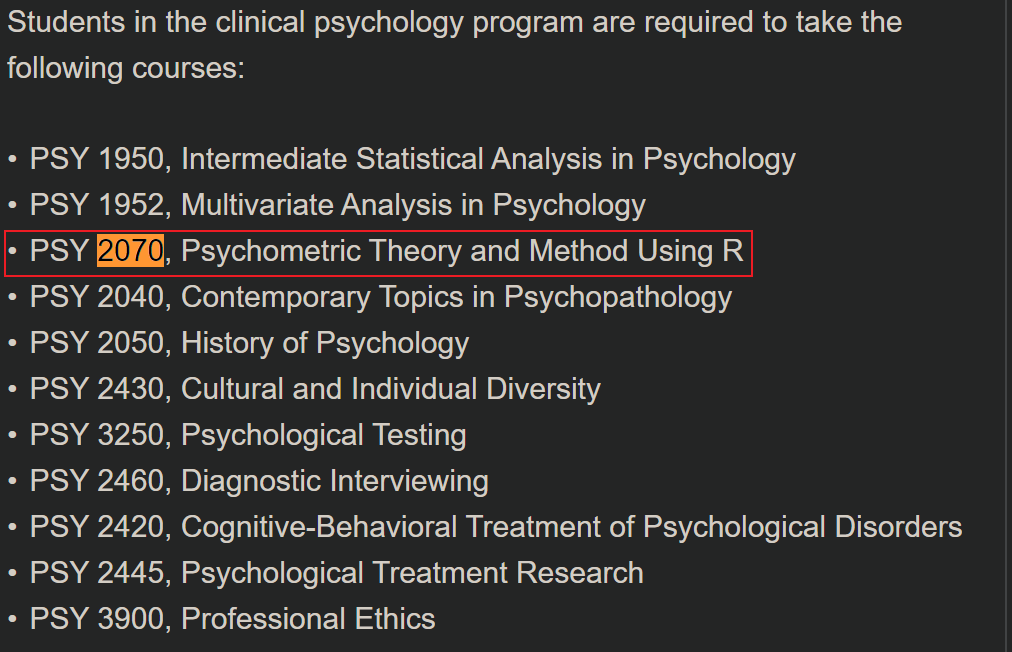 Students in the clinical psychology program are required to take the
following courses:
• PSY 1950, Intermediate Statistical Analysis in Psychology
• PSY 1952, Multivariate Analysis in Psychology
• PSY 2070, Psychometric Theory and Method Using R
• PSY 2040, Contemporary Topics in Psychopathology
• PSY 2050, History of Psychology
• PSY 2430, Cultural and Individual Diversity
• PSY 3250, Psychological Testing
• PSY 2460, Diagnostic Interviewing
• PSY 2420, Cognitive-Behavioral Treatment of Psychological Disorders
• PSY 2445, Psychological Treatment Research
• PSY 3900, Professional Ethics